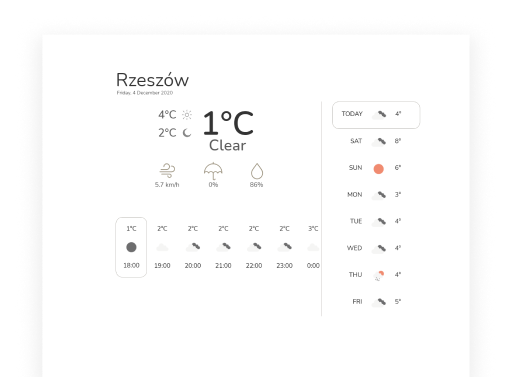 Rzeszów
Friday, 4 December 2020
4°C
2°C
1°C
Clear
5.7 km/h 0% 86%
1°C 2°C 2°C 2°C 2°C 2°C 3°C
18:00 19:00 20:00 21:00 22:00 23:00 0:00
TODAY 4°
SAT 8°
SUN 6°
MON 3°
TUE 4°
WED 4°
THU 4°
FRI 5°